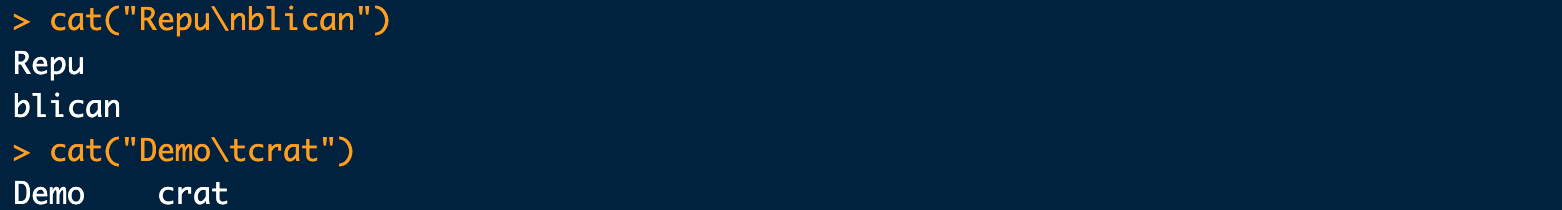 > cat("Repu\nblican")
Repu
blican
> cat("Demo\tcrat")
Demo    crat